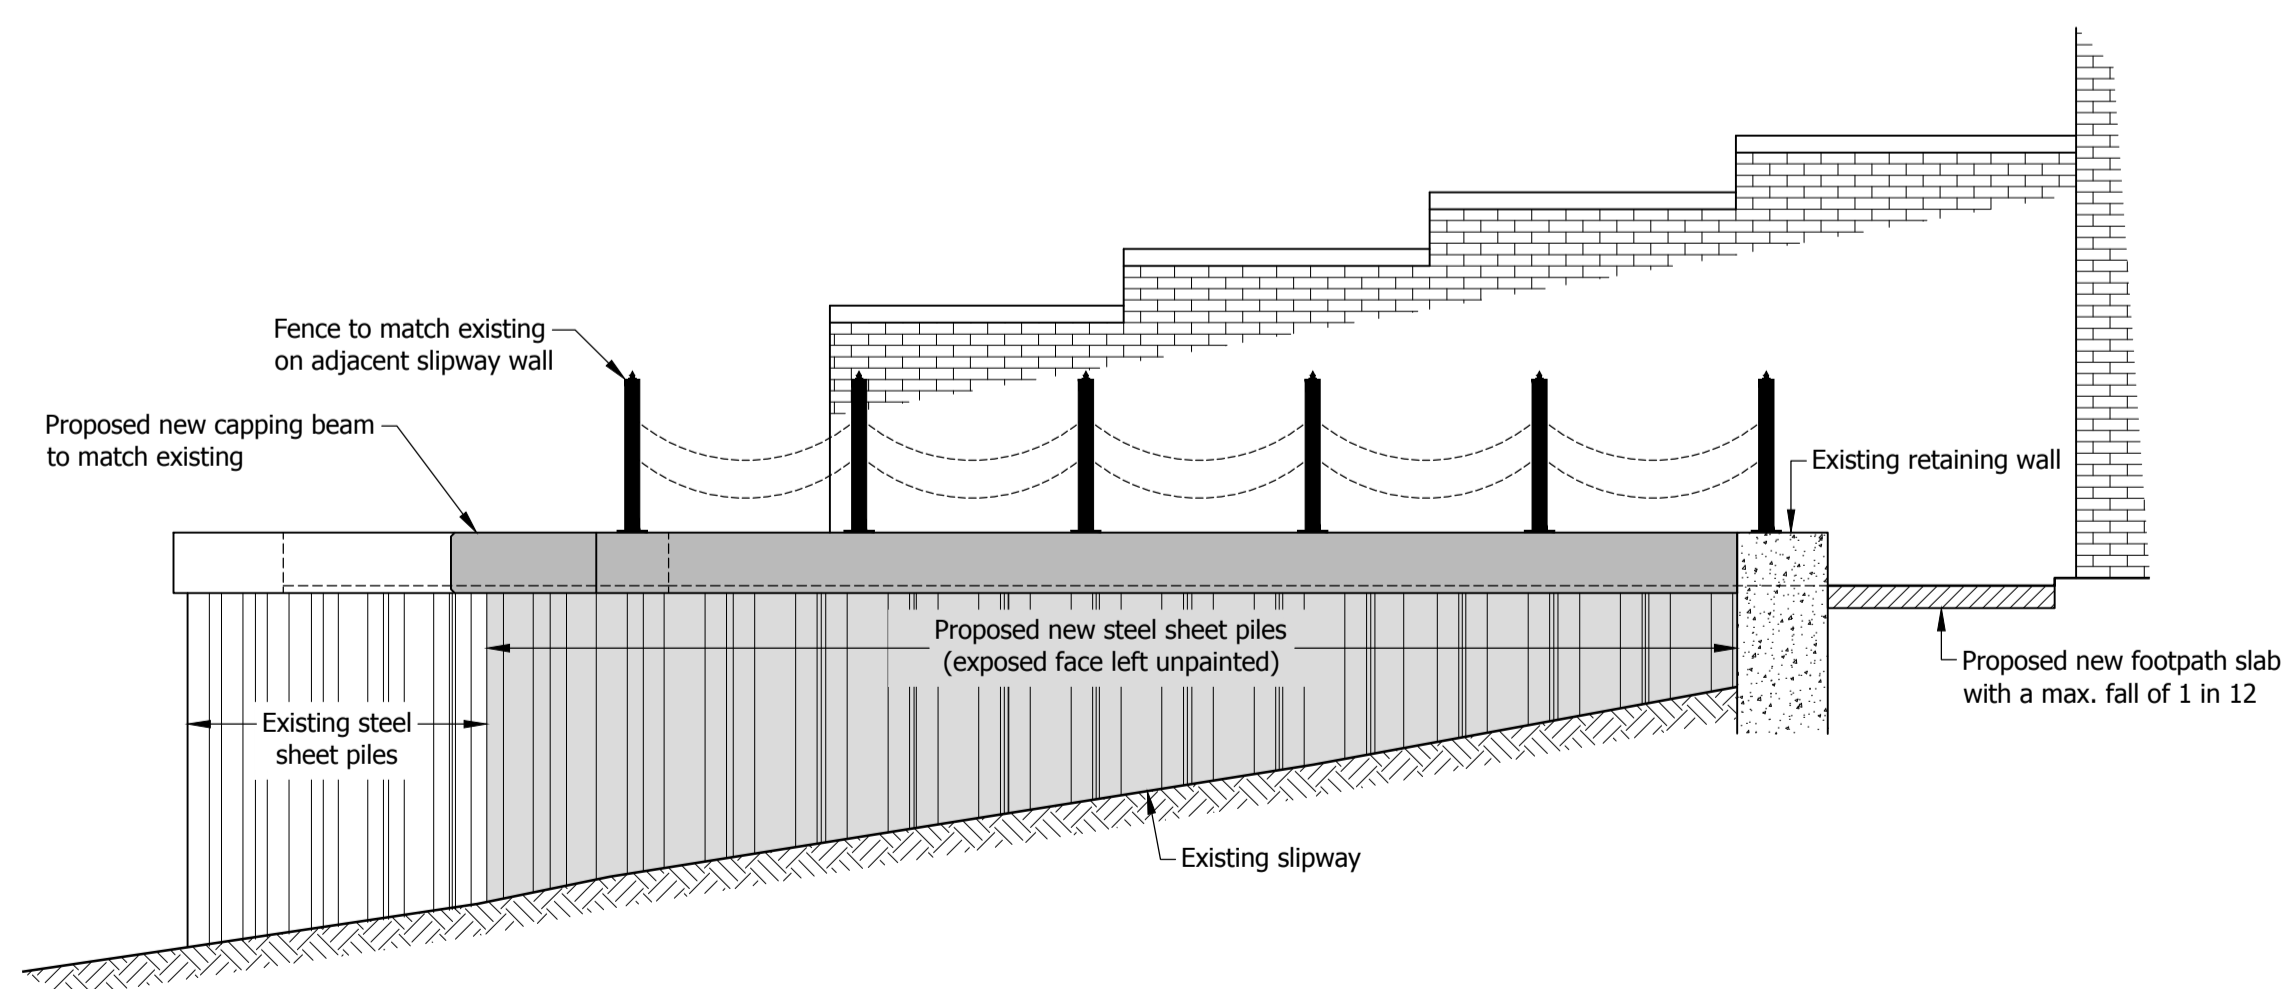 Fence to match existing
on adjacent slipway wall
Proposed new capping beam
to match existing
Existing retaining wall
Proposed new steel sheet piles
(exposed face left unpainted)
Proposed new footpath slab
with a max. fall of 1 in 12
Existing steel
sheet piles
Existing slipway